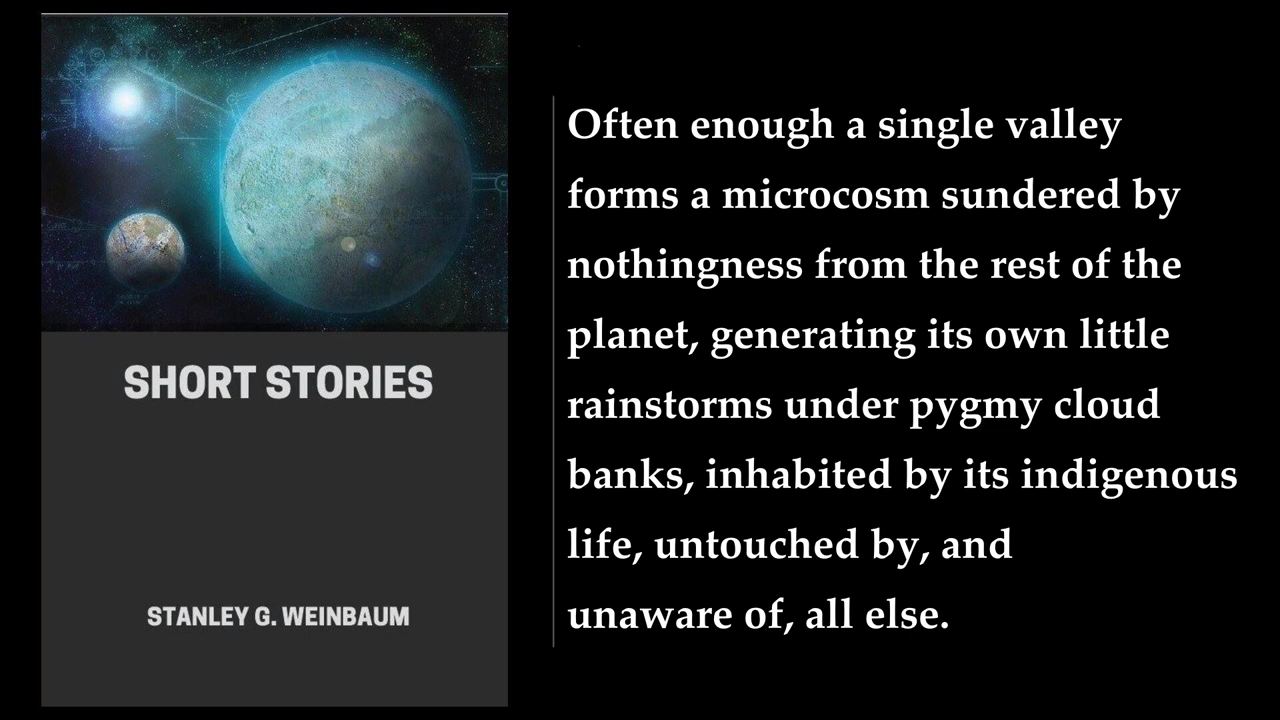 SHORT STORIES
STANLEY G. WEINBAUM
Often enough a single valley
forms a microcosm sundered by
nothingness from the rest of the
planet, generating its own little
rainstorms under pygmy cloud
banks, inhabited by its indigenous
life, untouched by, and
unaware of, all else.